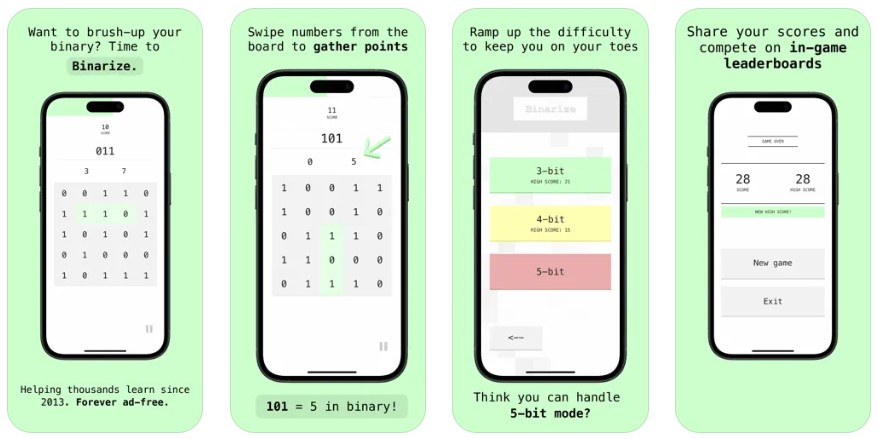 Want to brush-up your
binary? Time to
Binarize.
10
SCORE
011
3 7
0 0 1 1 0
1 1 1 0 1
0 1 0 1 1
0 1 0 0 0
1 0 1 1 1
Helping thousands learn since
2013. Forever ad-free.
Swipe numbers from the
board to gather points
11
SCORE
101
0 5
1 0 0 1 1
1 0 0 1 0
0 1 1 1 0
1 1 0 0 0
0 1 1 1 0
101 = 5 in binary!
Ramp up the difficulty
to keep you on your toes
Binarize
3-bit
HIGH SCORE: 21
4-bit
5-bit
<--
Think you can handle
5-bit mode?
Share your scores and
compete on in-game
leaderboards
GAME OVER
28 28
SCORE HIGH SCORE
NEW HIGH SCORE!
New game
Exit